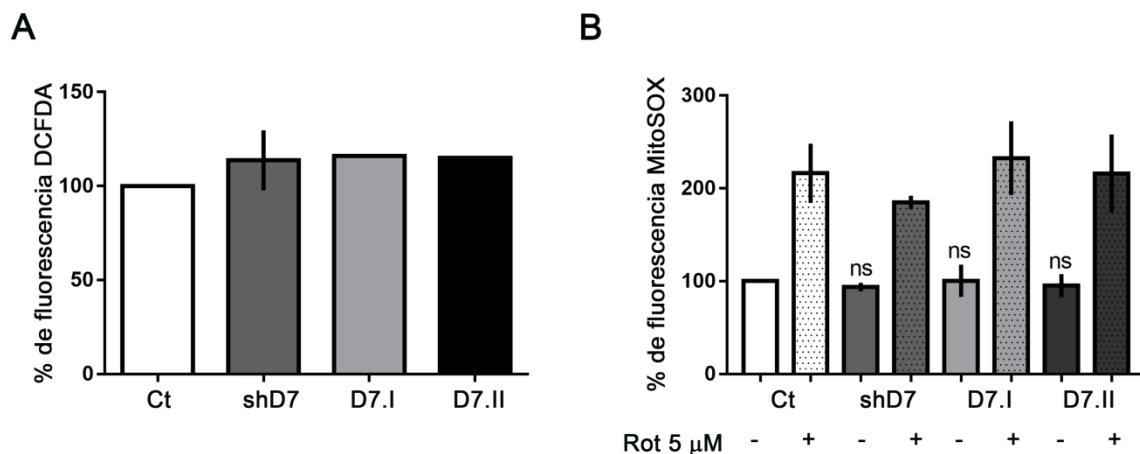 A
% de fluorescencia DCFDA
150
100
50
0
Ct shD7 D7.I D7.II
B
% de fluorescencia MitoSOX
300
200
100
0
ns ns ns
Ct shD7 D7.I D7.II
Rot 5 μM - + - + - + - +